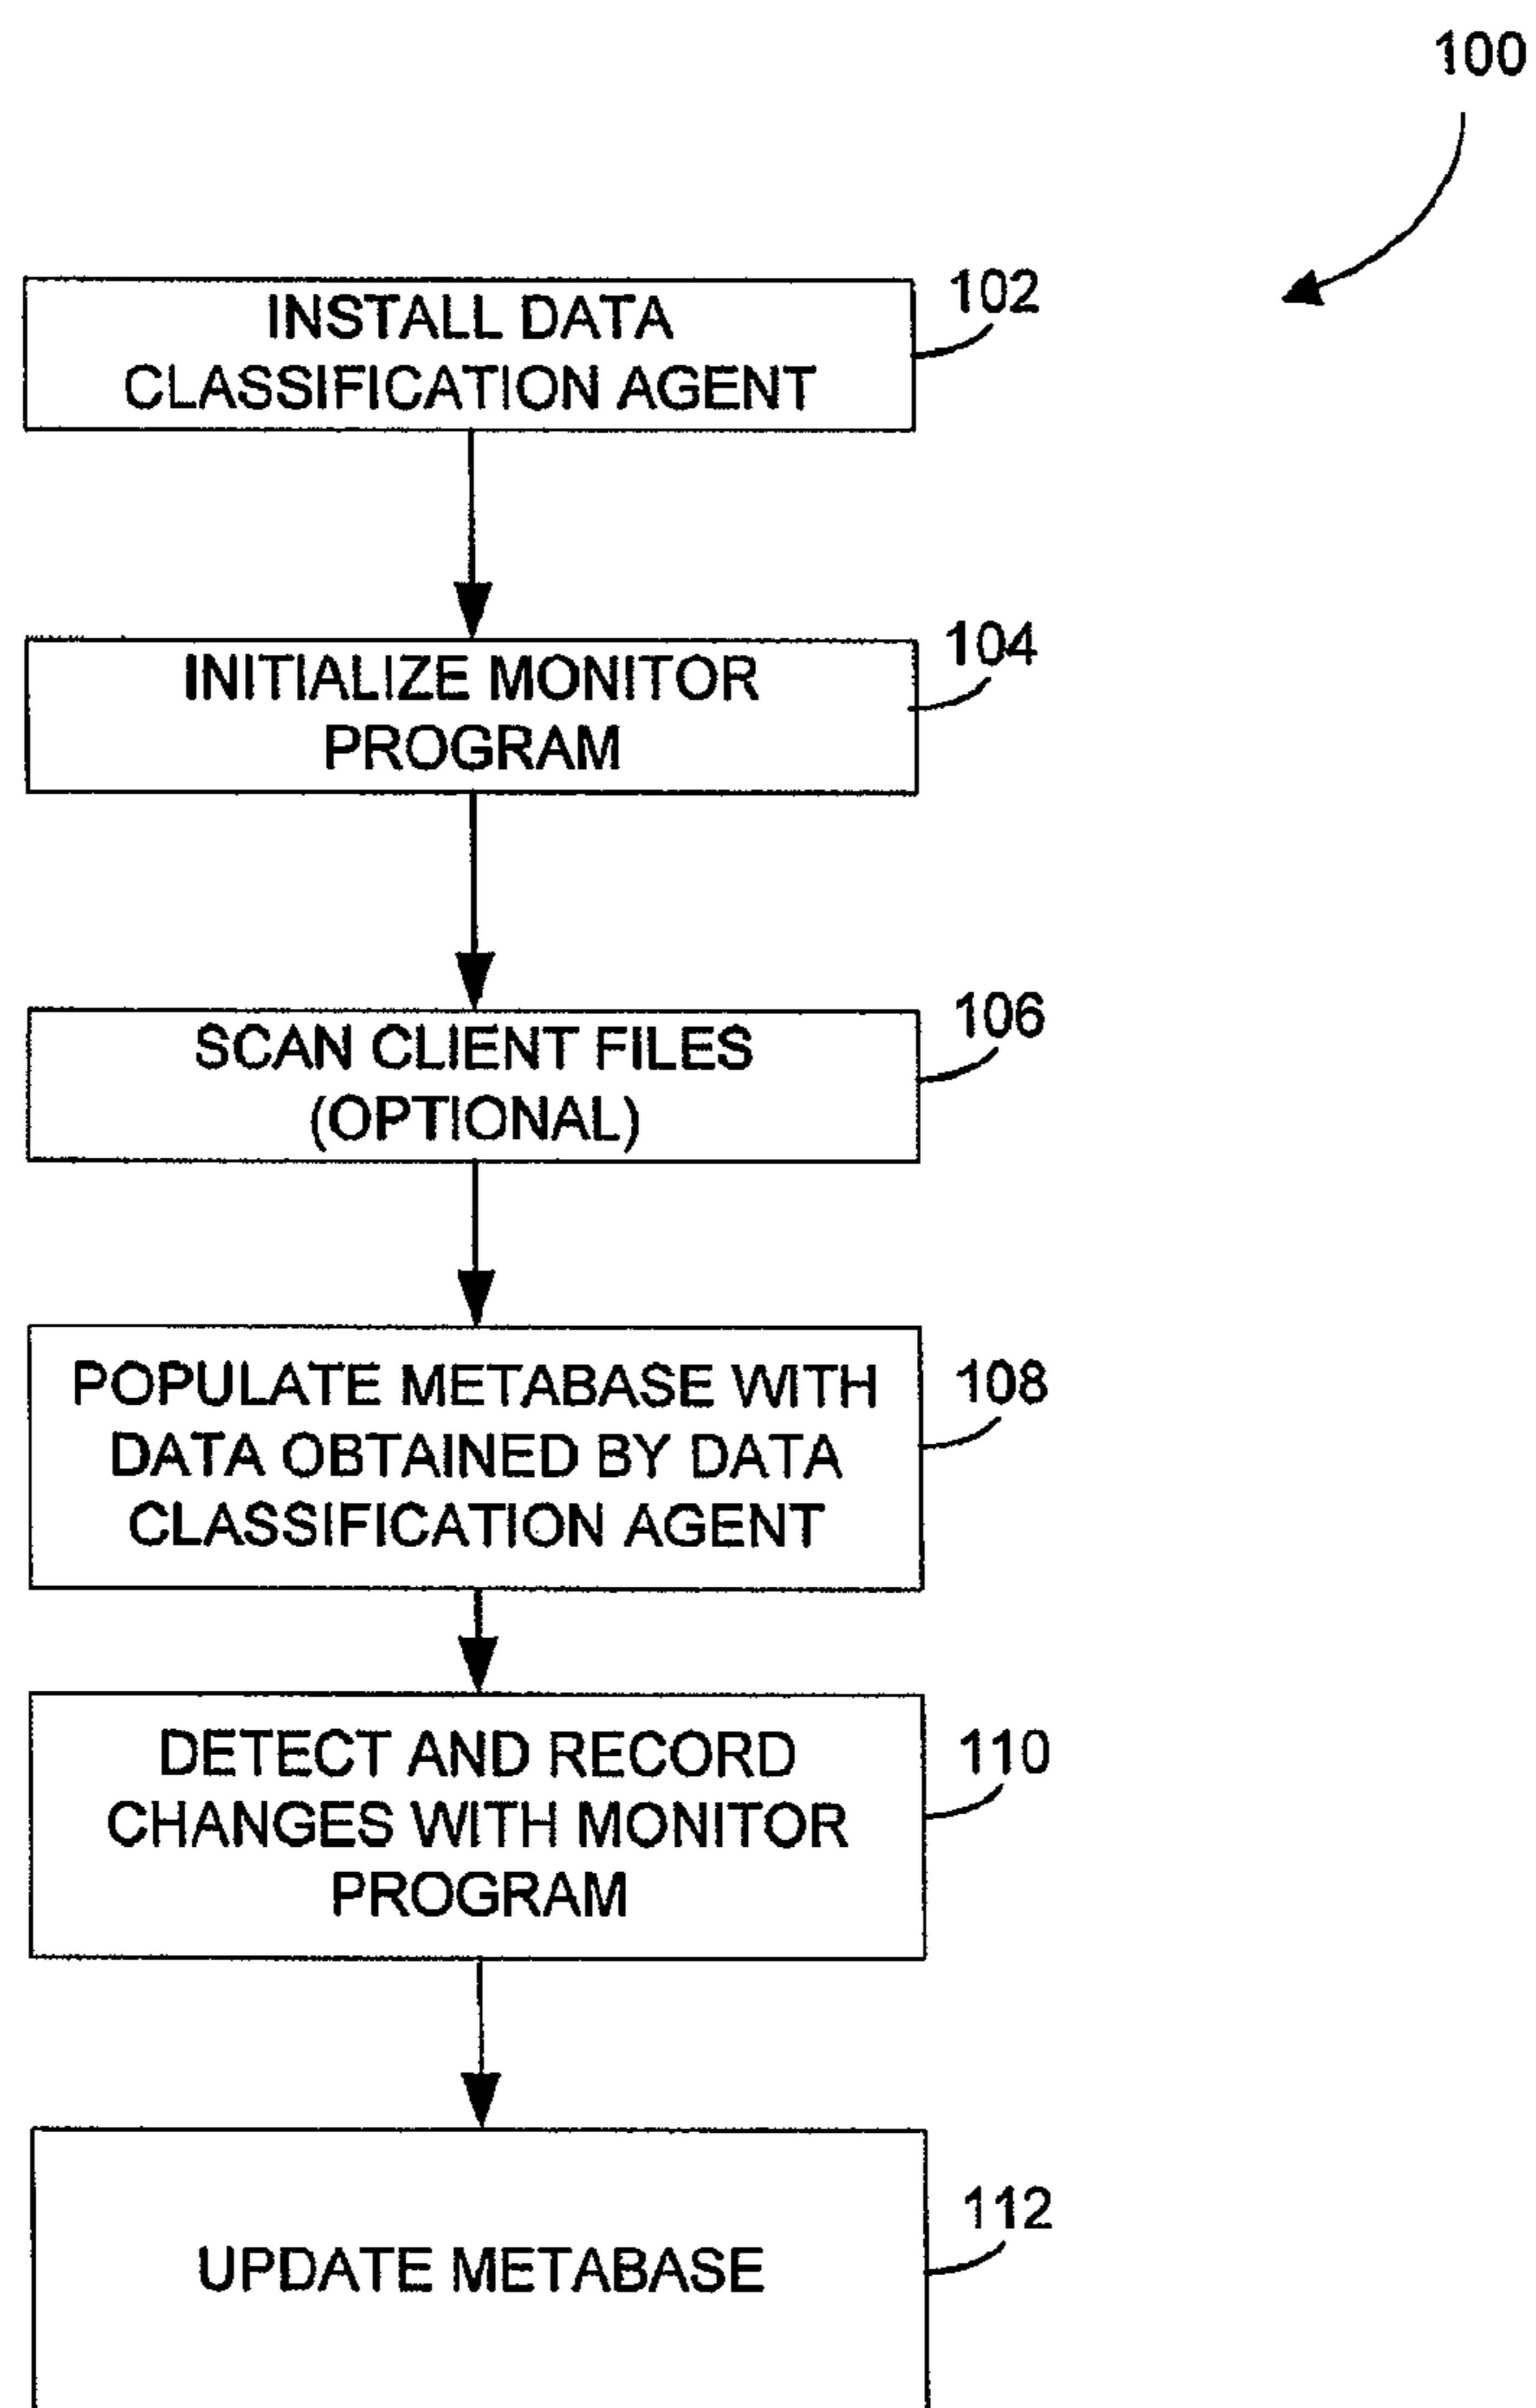 100
INSTALL DATA
CLASSIFICATION AGENT
102
INITIALIZE MONITOR
PROGRAM
104
SCAN CLIENT FILES
(OPTIONAL)
106
POPULATE METABASE WITH
DATA OBTAINED BY DATA
CLASSIFICATION AGENT
108
DETECT AND RECORD
CHANGES WITH MONITOR
PROGRAM
110
UPDATE METABASE
112